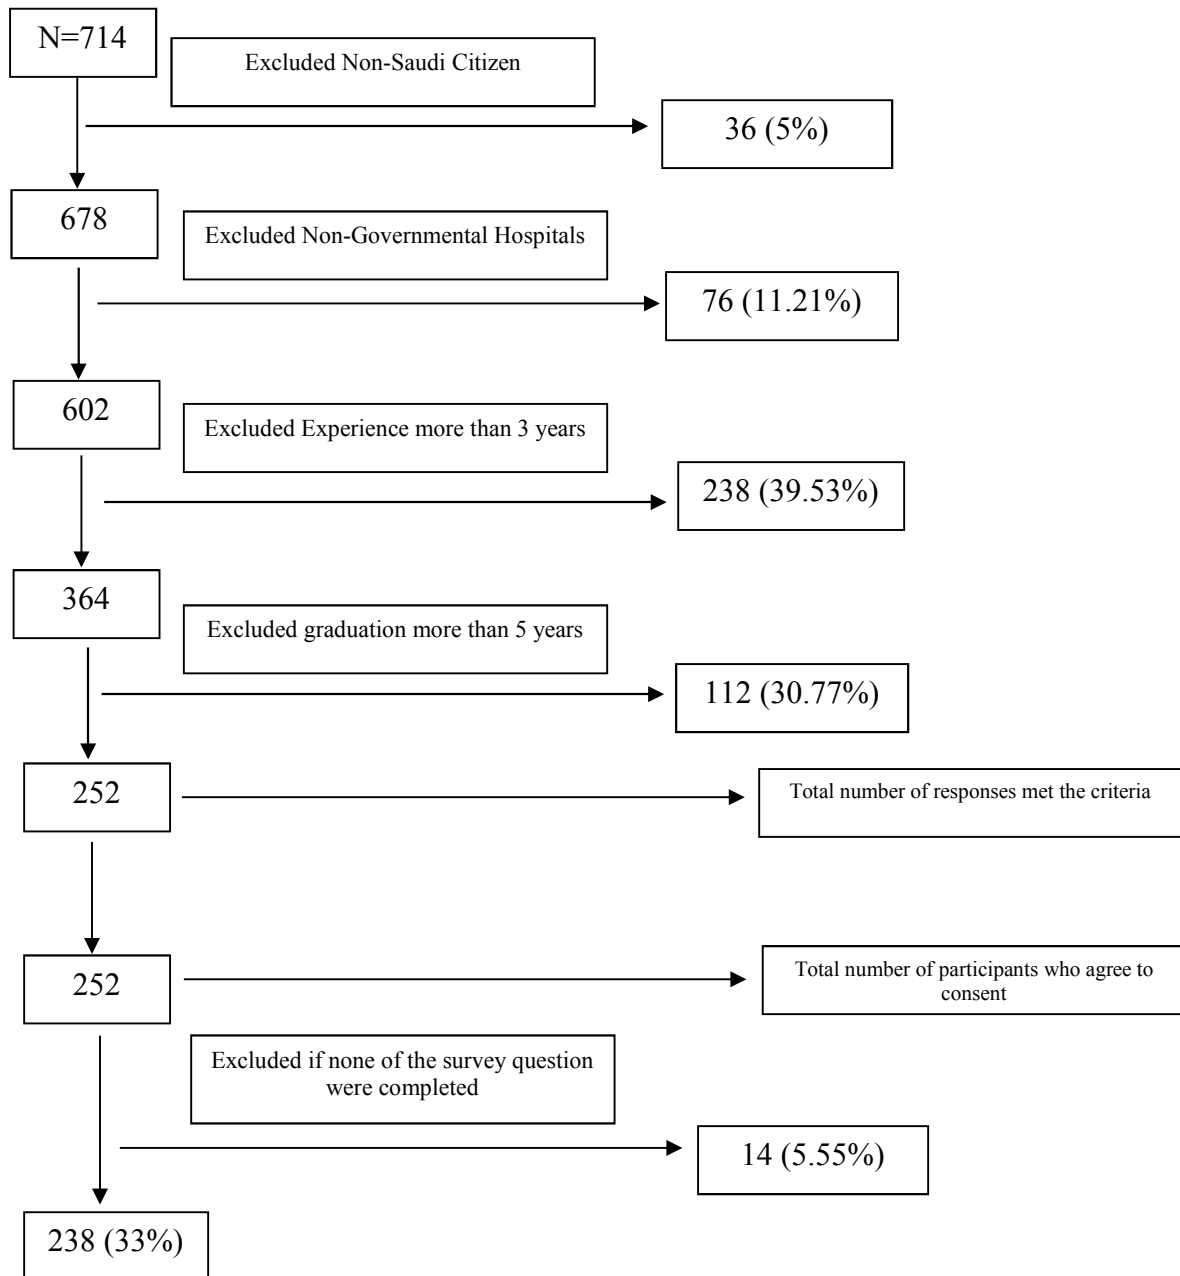 N=714
Excluded Non-Saudi Citizen
36 (5%)
678
Excluded Non-Governmental Hospitals
76 (11.21%)
602
Excluded Experience more than 3 years
238 (39.53%)
364
Excluded graduation more than 5 years
112 (30.77%)
252
Total number of responses met the criteria
252
Total number of participants who agree to
consent
Excluded if none of the survey question
were completed
14 (5.55%)
238 (33%)